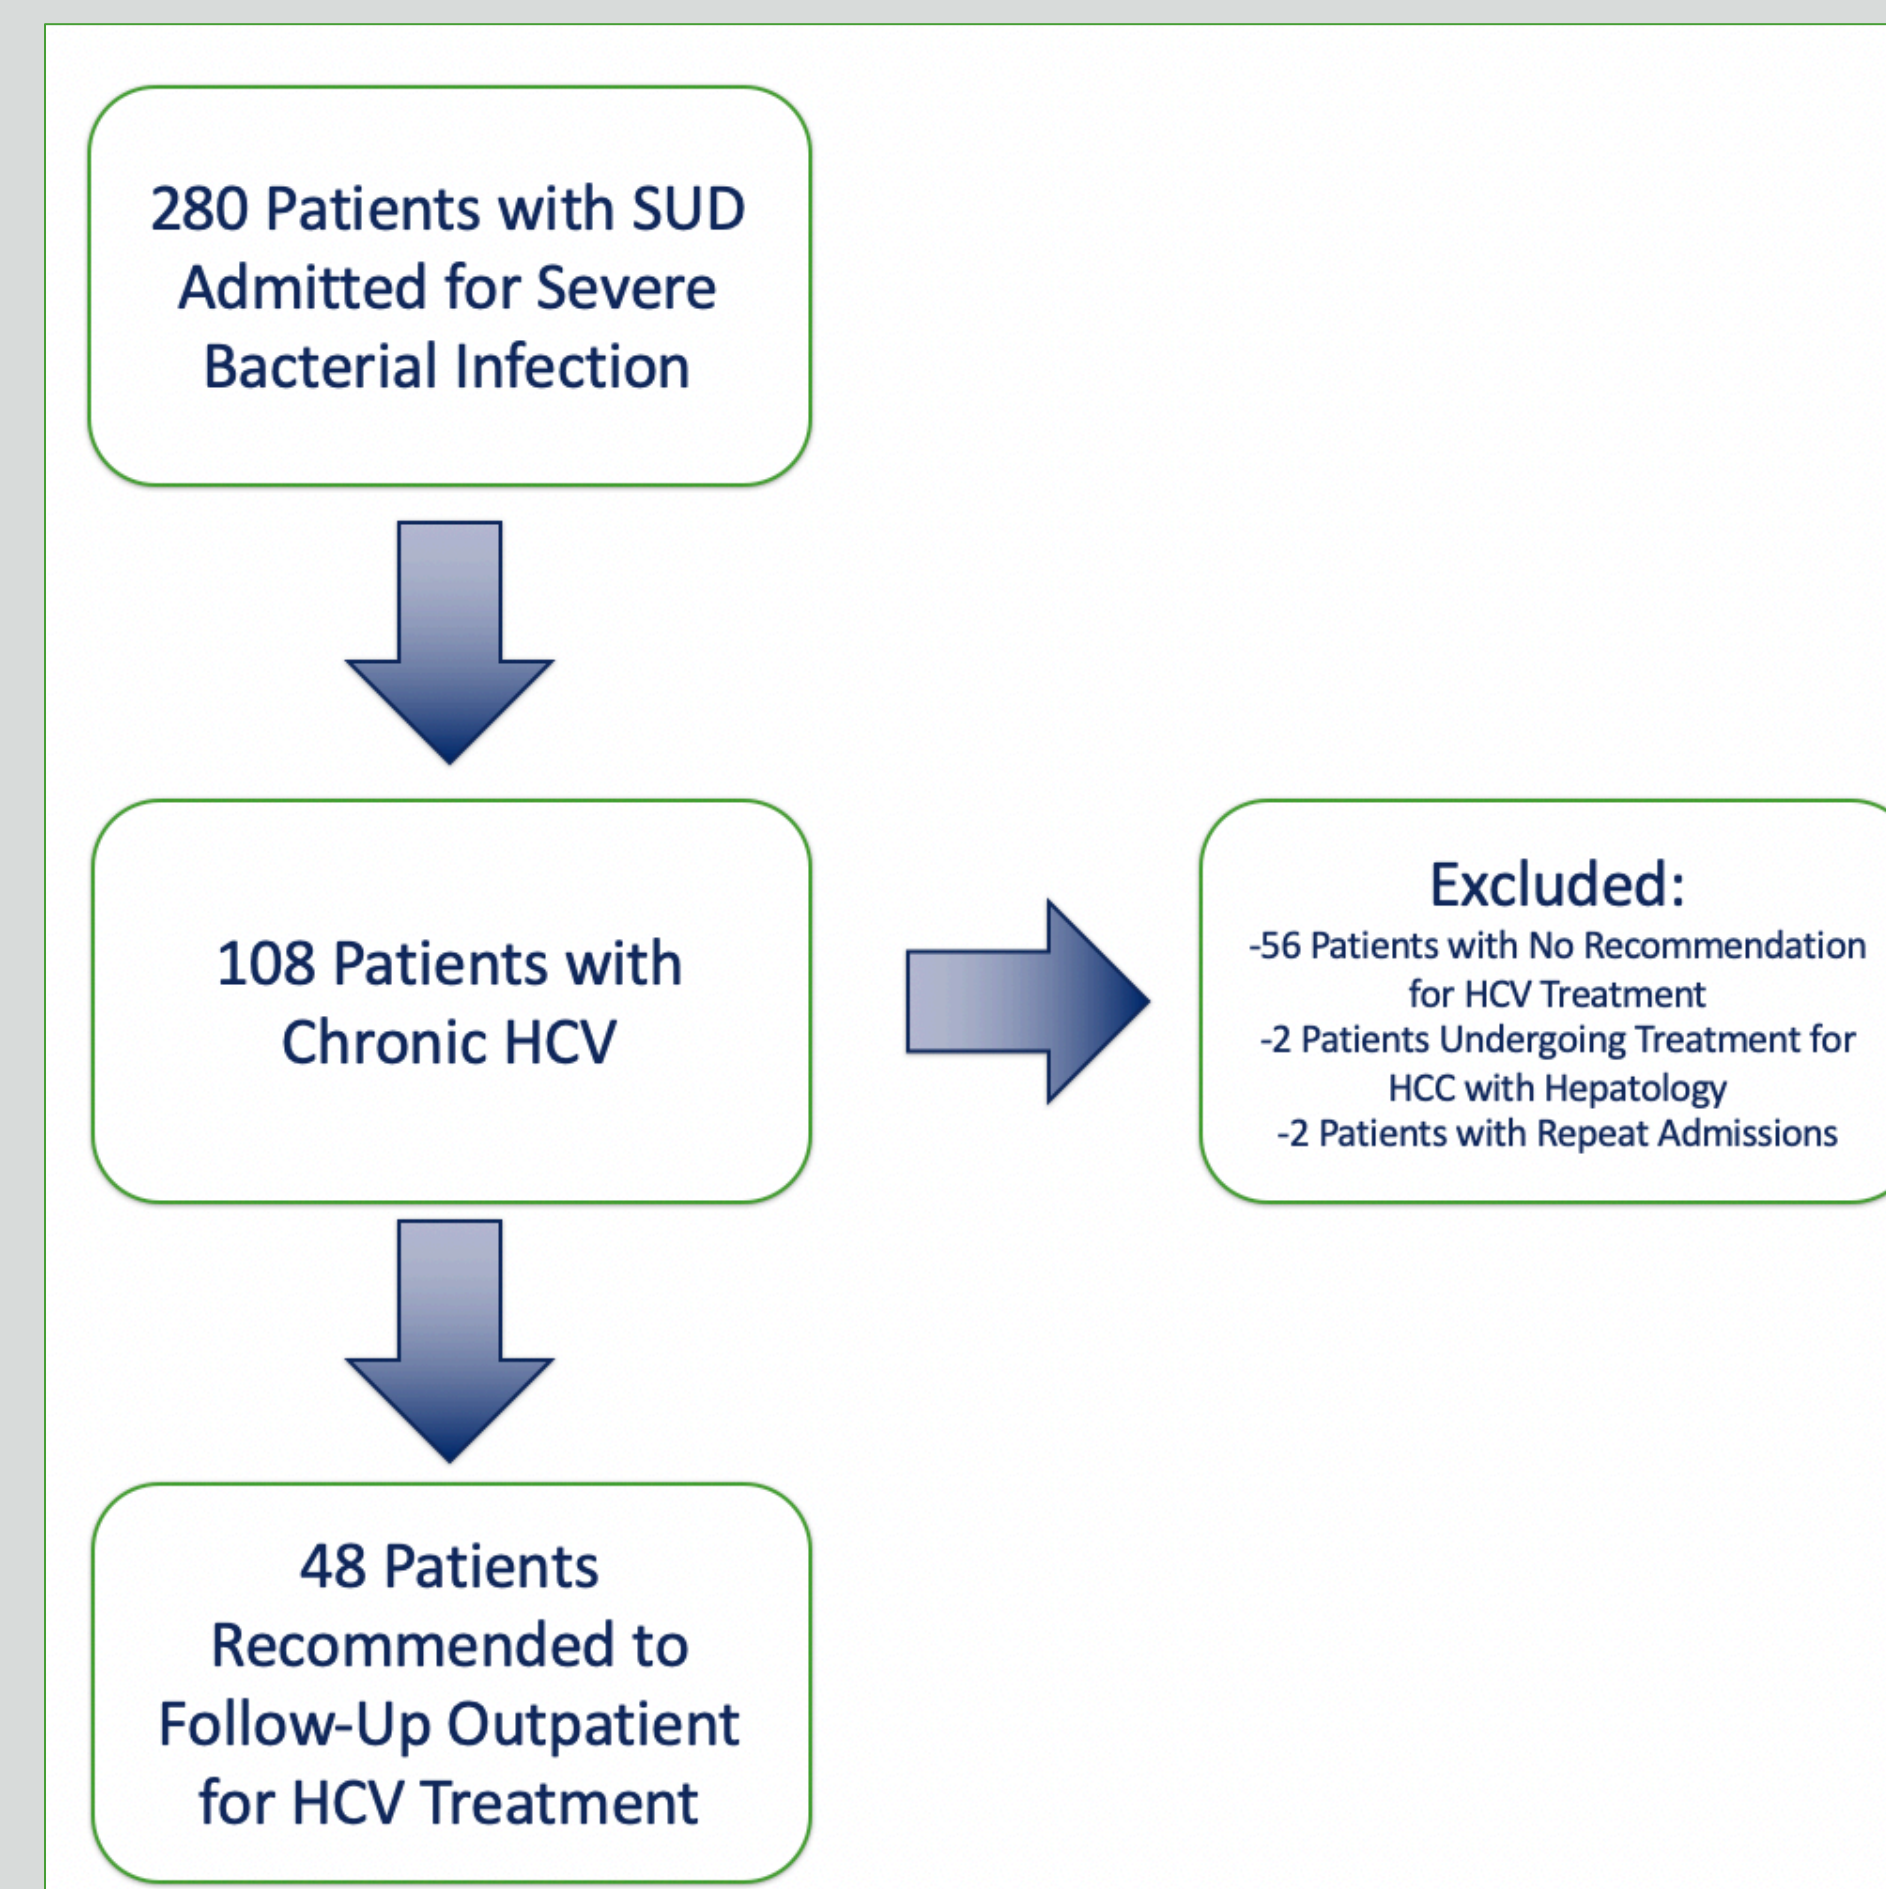 280 Patients with SUD
Admitted for Severe
Bacterial Infection
108 Patients with
Chronic HCV
Excluded:
-56 Patients with No Recommendation
for HCV Treatment
-2 Patients Undergoing Treatment for
HCC with Hepatology
-2 Patients with Repeat Admissions
48 Patients
Recommended to
Follow-Up Outpatient
for HCV Treatment